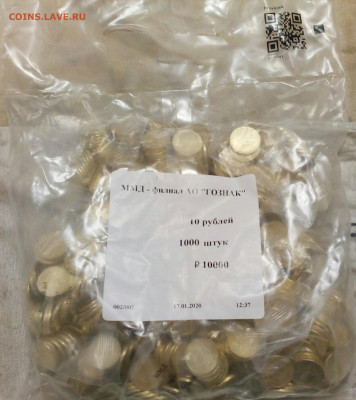 COINS.LAVE.RU
ММД - филиал АО "ГОЗНАК"
10 рублей
1000 штук
₽ 10000
17.01.2020 12:37